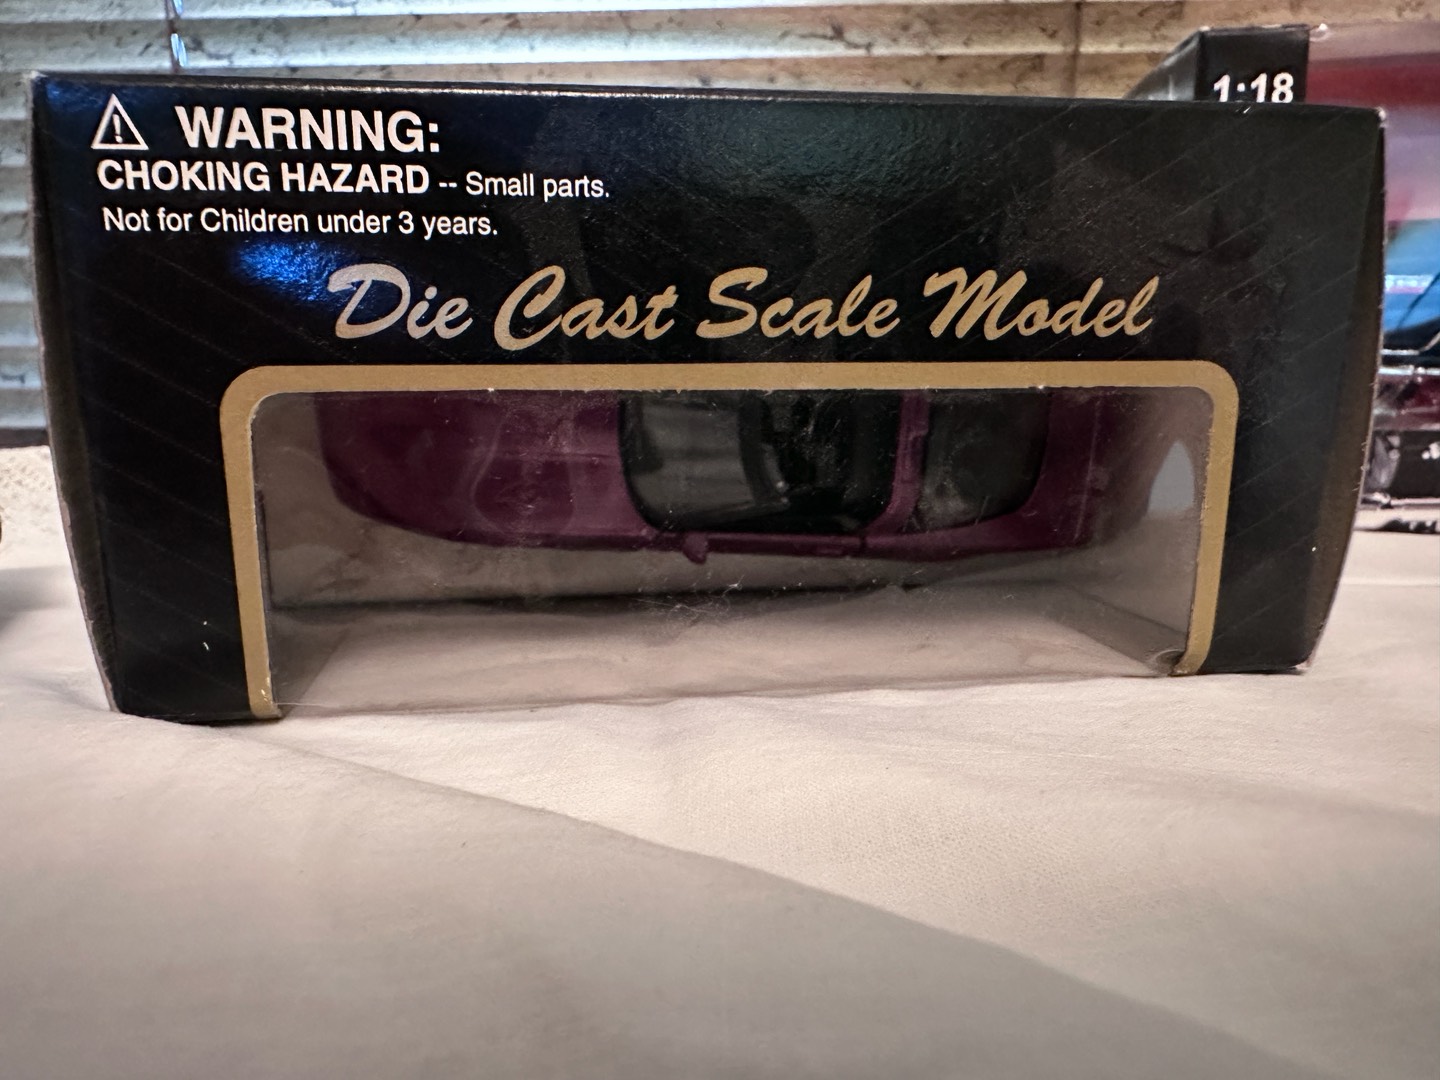 1:18
WARNING:
CHOKING HAZARD -- Small parts.
Not for Children under 3 years.
Die Cast Scale Model